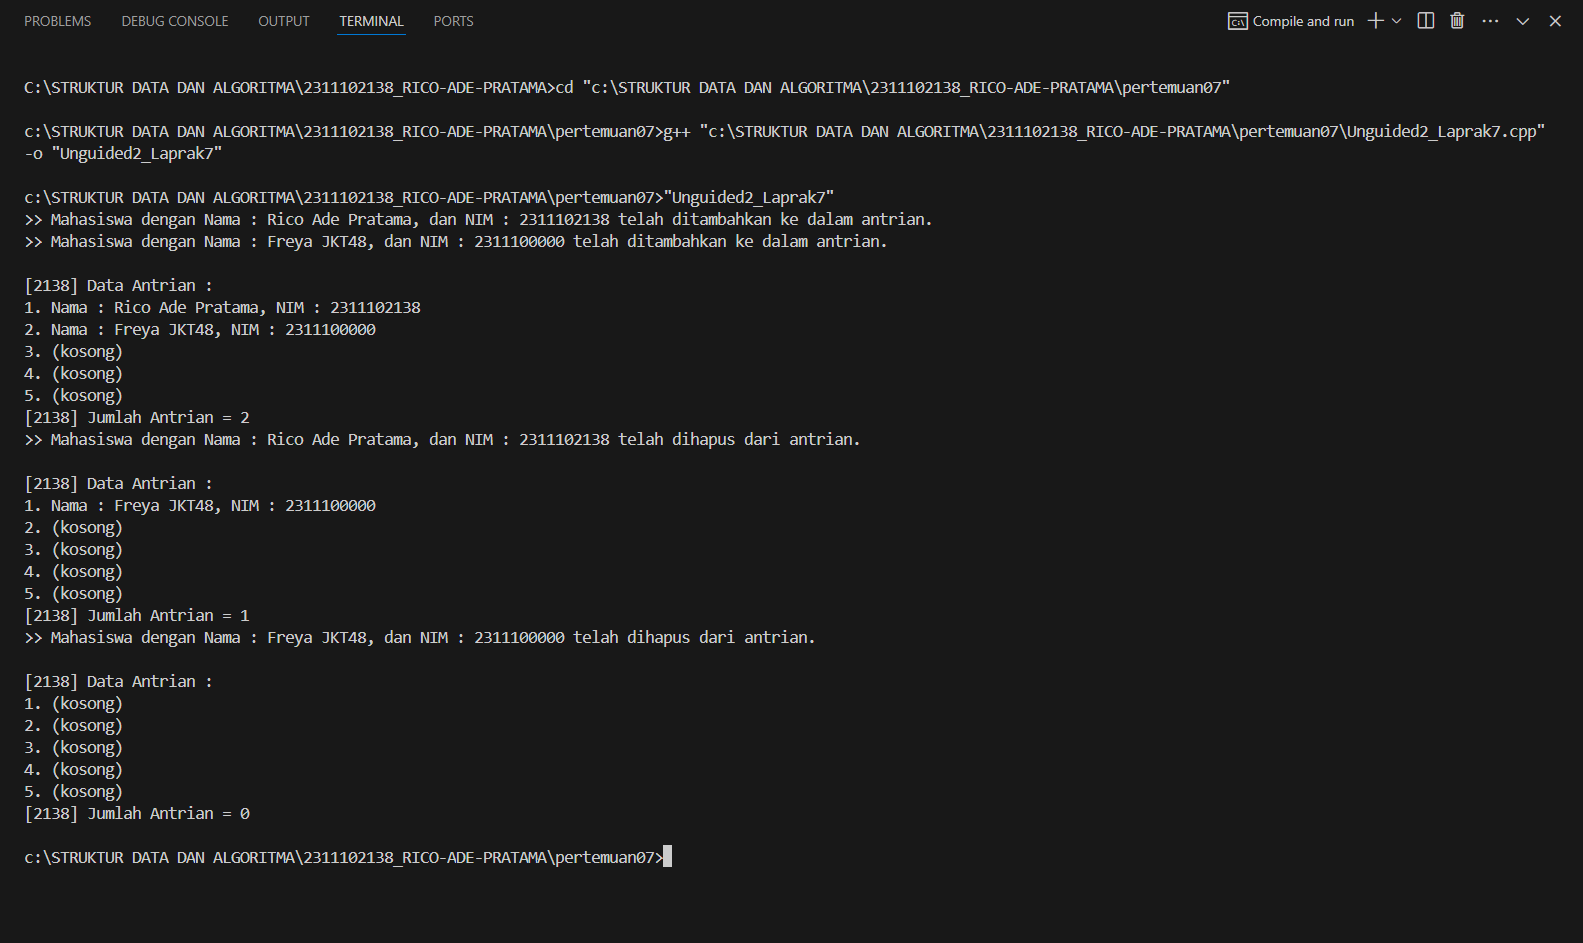 PROBLEMS DEBUG CONSOLE OUTPUT TERMINAL PORTS Compile and run
C:\STRUKTUR DATA DAN ALGORITMA\2311102138_RICO-ADE-PRATAMA>cd "c:\STRUKTUR DATA DAN ALGORITMA\2311102138_RICO-ADE-PRATAMA\pertemuan07"
c:\STRUKTUR DATA DAN ALGORITMA\2311102138_RICO-ADE-PRATAMA\pertemuan07>g++ "c:\STRUKTUR DATA DAN ALGORITMA\2311102138_RICO-ADE-PRATAMA\pertemuan07\Unguided2_Laprak7.cpp"
-o "Unguided2_Laprak7"
c:\STRUKTUR DATA DAN ALGORITMA\2311102138_RICO-ADE-PRATAMA\pertemuan07>"Unguided2_Laprak7"
>> Mahasiswa dengan Nama : Rico Ade Pratama, dan NIM : 2311102138 telah ditambahkan ke dalam antrian.
>> Mahasiswa dengan Nama : Freya JKT48, dan NIM : 2311100000 telah ditambahkan ke dalam antrian.
[2138] Data Antrian :
1. Nama : Rico Ade Pratama, NIM : 2311102138
2. Nama : Freya JKT48, NIM : 2311100000
3. (kosong)
4. (kosong)
5. (kosong)
[2138] Jumlah Antrian = 2
>> Mahasiswa dengan Nama : Rico Ade Pratama, dan NIM : 2311102138 telah dihapus dari antrian.
[2138] Data Antrian :
1. Nama : Freya JKT48, NIM : 2311100000
2. (kosong)
3. (kosong)
4. (kosong)
5. (kosong)
[2138] Jumlah Antrian = 1
>> Mahasiswa dengan Nama : Freya JKT48, dan NIM : 2311100000 telah dihapus dari antrian.
[2138] Data Antrian :
1. (kosong)
2. (kosong)
3. (kosong)
4. (kosong)
5. (kosong)
[2138] Jumlah Antrian = 0
c:\STRUKTUR DATA DAN ALGORITMA\2311102138_RICO-ADE-PRATAMA\pertemuan07>